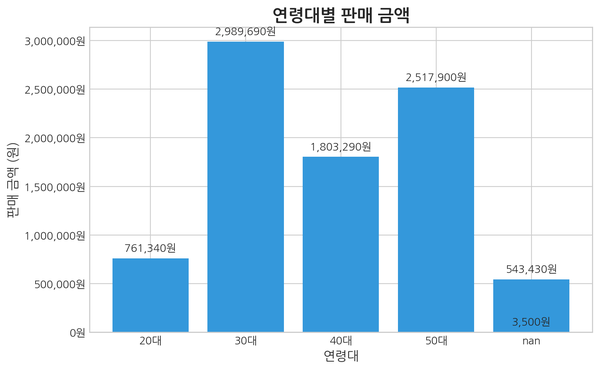 연령대별 판매 금액
판매 금액 (원)
3,000,000원
2,500,000원
2,000,000원
1,500,000원
1,000,000원
500,000원
0원
761,340원
2,989,690원
1,803,290원
2,517,900원
543,430원
3,500원
20대
30대
40대
50대
nan
연령대